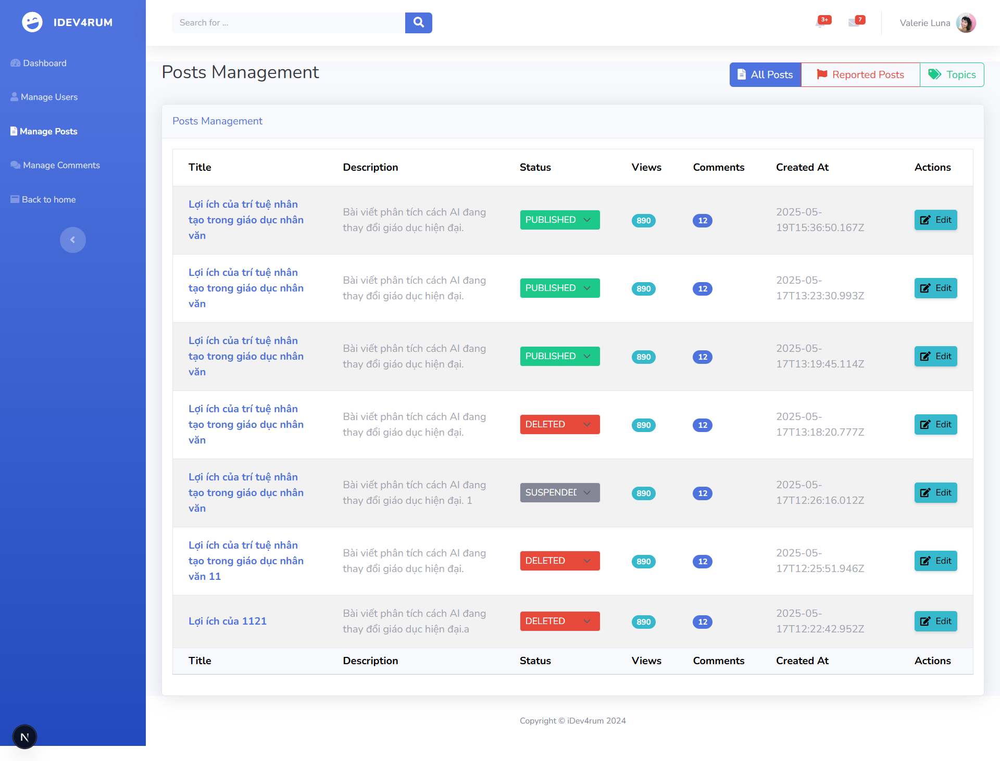 IDEV4RUM
Search for ...
3+
7
Valerie Luna
Dashboard
Manage Users
Manage Posts
Manage Comments
Back to home
Posts Management
All Posts
Reported Posts
Topics
Posts Management
Title Description Status Views Comments Created At Actions
Lợi ích của trí tuệ nhân
tạo trong giáo dục nhân
văn
Bài viết phân tích cách AI đang
thay đổi giáo dục hiện đại.
PUBLISHED
890
12
2025-05-
19T15:36:50.167Z
Edit
Lợi ích của trí tuệ nhân
tạo trong giáo dục nhân
văn
Bài viết phân tích cách AI đang
thay đổi giáo dục hiện đại.
PUBLISHED
890
12
2025-05-
17T13:23:30.993Z
Edit
Lợi ích của trí tuệ nhân
tạo trong giáo dục nhân
văn
Bài viết phân tích cách AI đang
thay đổi giáo dục hiện đại.
PUBLISHED
890
12
2025-05-
17T13:19:45.114Z
Edit
Lợi ích của trí tuệ nhân
tạo trong giáo dục nhân
văn
Bài viết phân tích cách AI đang
thay đổi giáo dục hiện đại.
DELETED
890
12
2025-05-
17T13:18:20.777Z
Edit
Lợi ích của trí tuệ nhân
tạo trong giáo dục nhân
văn
Bài viết phân tích cách AI đang
thay đổi giáo dục hiện đại. 1
SUSPENDED
890
12
2025-05-
17T12:26:16.012Z
Edit
Lợi ích của trí tuệ nhân
tạo trong giáo dục nhân
văn 11
Bài viết phân tích cách AI đang
thay đổi giáo dục hiện đại.
DELETED
890
12
2025-05-
17T12:25:51.946Z
Edit
Lợi ích của 1121
Bài viết phân tích cách AI đang
thay đổi giáo dục hiện đại.a
DELETED
890
12
2025-05-
17T12:22:42.952Z
Edit
Title Description Status Views Comments Created At Actions
Copyright © iDev4rum 2024
N